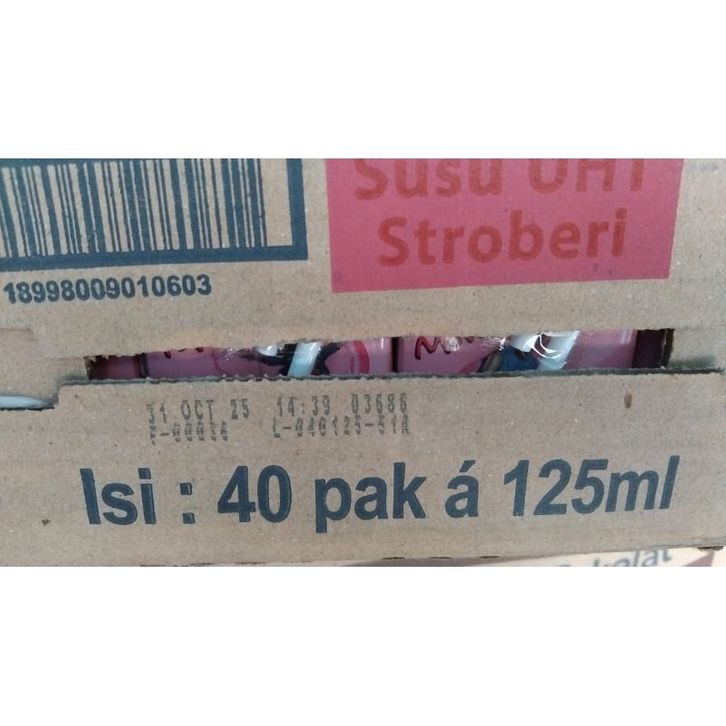 Susu UHT
Stroberi
18998009010603
31 OCT 25 14:39 03686
Isi : 40 pak á 125ml